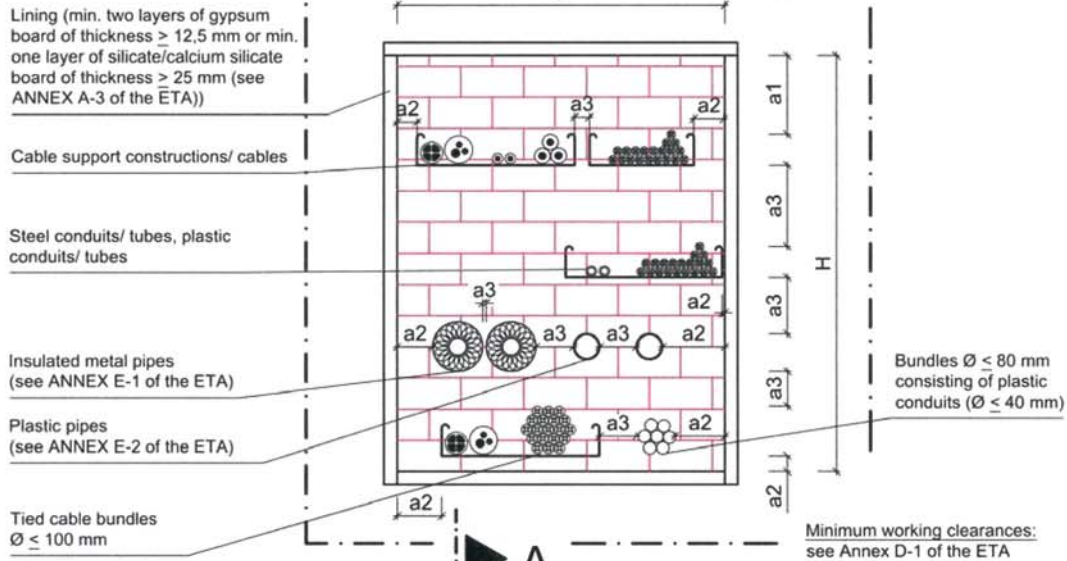 Lining (min. two layers of gypsum
board of thickness ≥ 12,5 mm or min.
one layer of silicate/calcium silicate
board of thickness ≥ 25 mm (see
ANNEX A-3 of the ETA))
Cable support constructions/ cables
Steel conduits/ tubes, plastic
conduits/ tubes
Insulated metal pipes
(see ANNEX E-1 of the ETA)
Plastic pipes
(see ANNEX E-2 of the ETA)
Tied cable bundles
Ø ≤ 100 mm
a2
a3
a2
a3
a2
a2
a3
a3
a2
a3
a2
a2
a1
a3
a3
a3
a2
H
A
Bundles Ø ≤ 80 mm
consisting of plastic
conduits (Ø ≤ 40 mm)
Minimum working clearances:
see Annex D-1 of the ETA